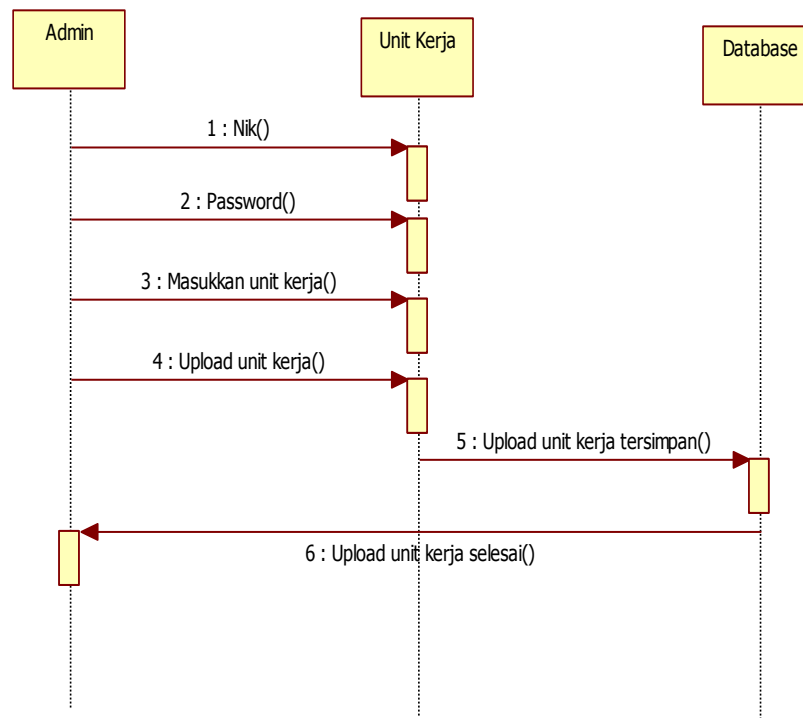 Admin
Unit Kerja
Database
1 : Nik()
2 : Password()
3 : Masukkan unit kerja()
4 : Upload unit kerja()
5 : Upload unit kerja tersimpan()
6 : Upload unit kerja selesai()